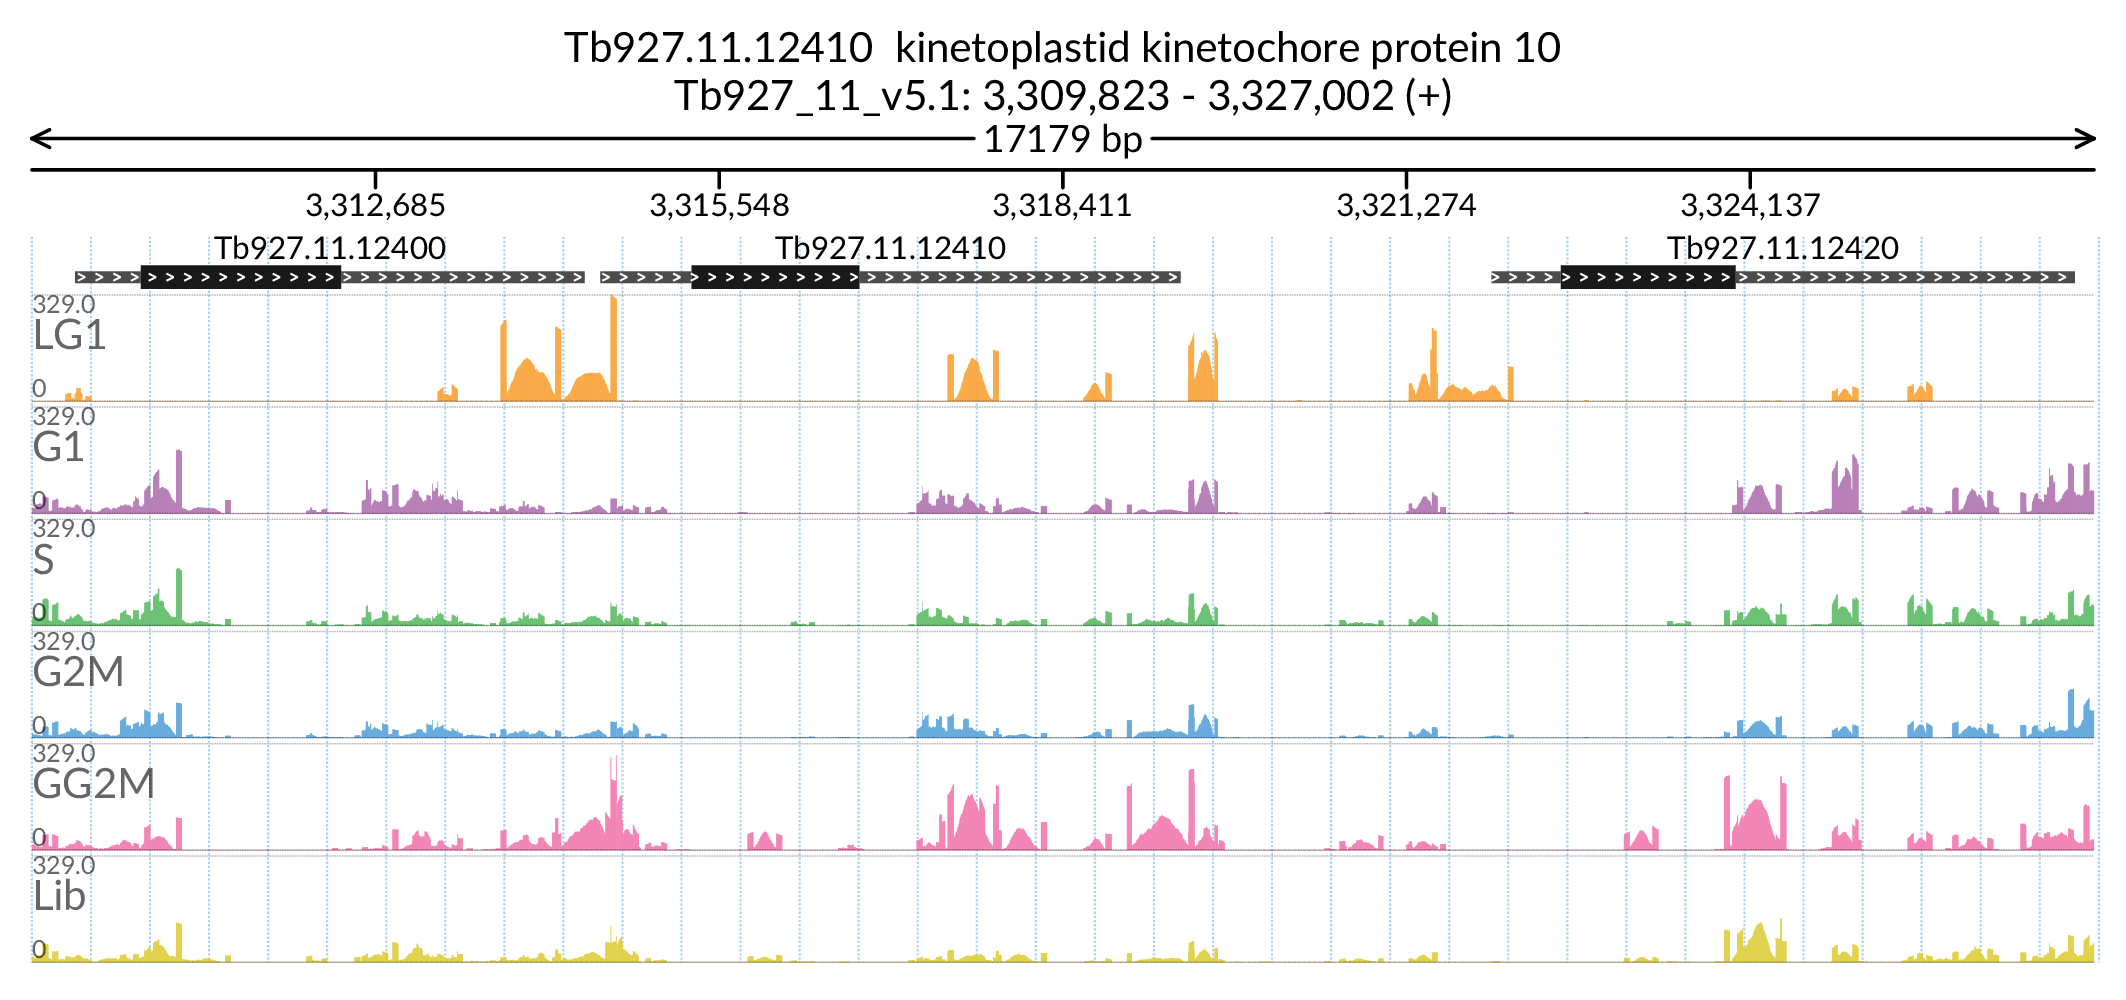 Tb927.11.12410  kinetoplastid kinetochore protein 10
Tb927_11_v5.1: 3,309,823 - 3,327,002 (+)
17179 bp
3,312,685 3,315,548 3,318,411 3,321,274 3,324,137
Tb927.11.12400 Tb927.11.12410 Tb927.11.12420
329.0
LG1
0
329.0
G1
0
329.0
S
0
329.0
G2M
0
329.0
GG2M
0
329.0
Lib
0